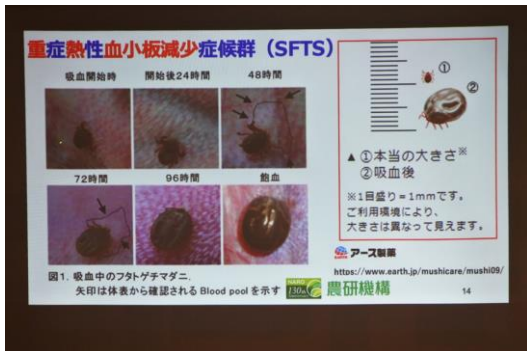 重症熱性血小板減少症候群（SFTS）
吸血開始時
開始後24時間
48時間
72時間
96時間
飽血
図1. 吸血中のフタトゲチマダニ.
矢印は体表から確認されるBlood poolを示す
①
②
▲ ①本当の大きさ※
②吸血後
※1目盛り＝1mmです。
ご利用環境により、
大きさは異なって見えます。
アース製薬
https://www.earth.jp/mushicare/mushi09/
NARO
130
農研機構
14